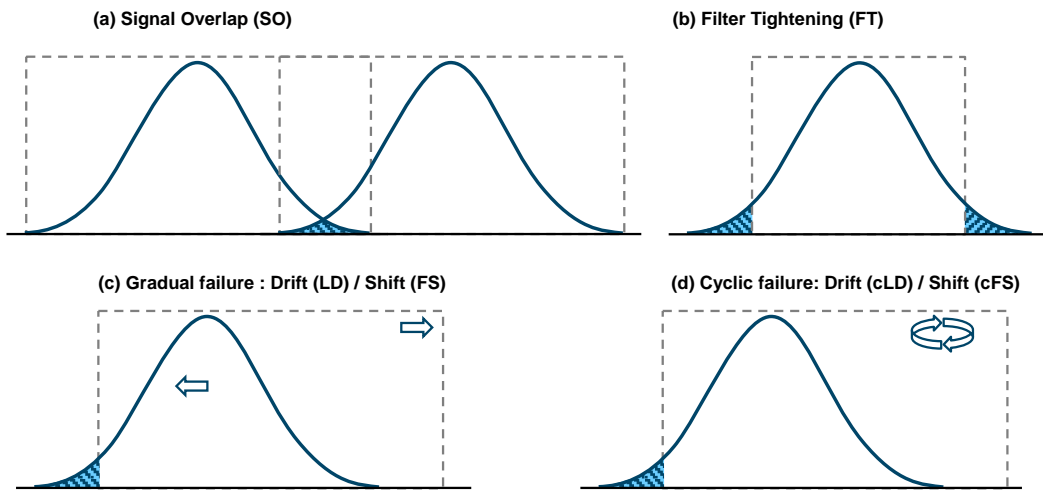 (a) Signal Overlap (SO)
(b) Filter Tightening (FT)
(c) Gradual failure : Drift (LD) / Shift (FS)
(d) Cyclic failure: Drift (cLD) / Shift (cFS)